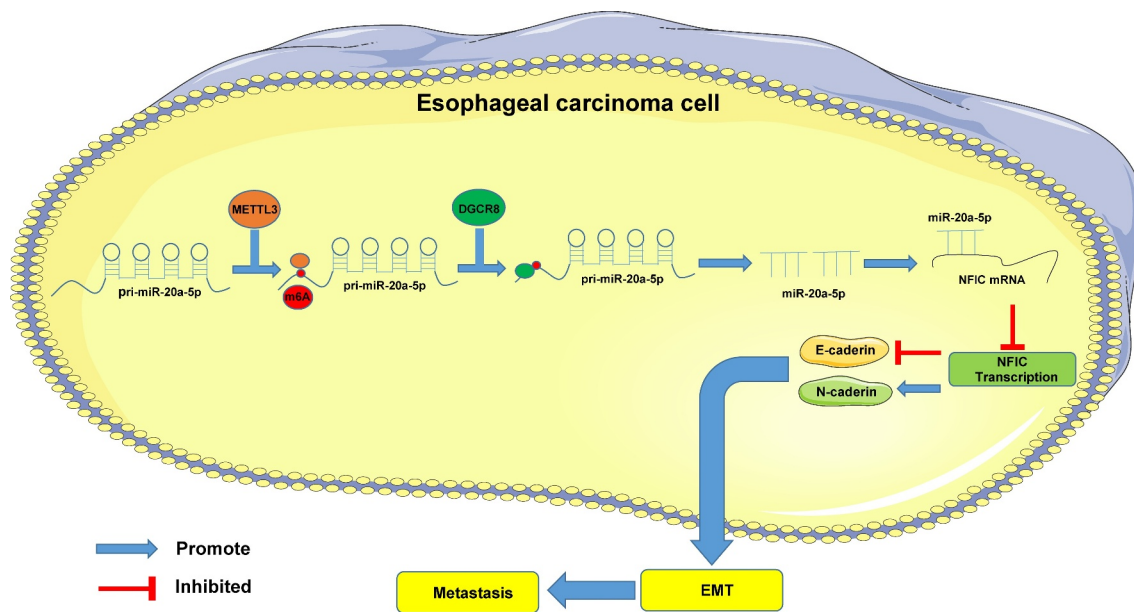 Esophageal carcinoma cell
METTL3
DGCR8
miR-20a-5p
pri-miR-20a-5p
m6A
pri-miR-20a-5p
pri-miR-20a-5p
miR-20a-5p
NFIC mRNA
E-caderin
N-caderin
NFIC
Transcription
Promote
Inhibited
Metastasis
EMT